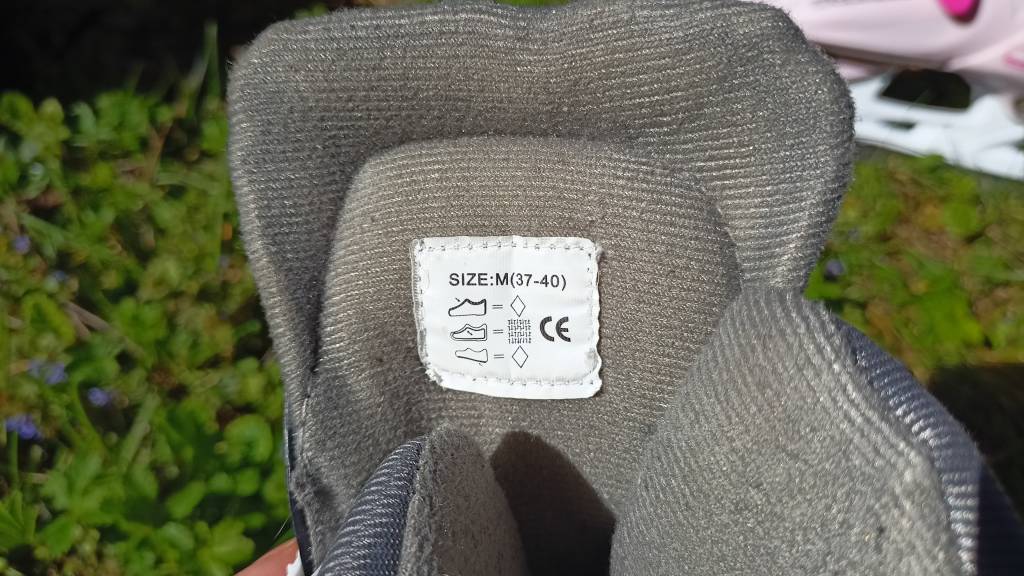 SIZE:M(37-40)
=
= CE
=